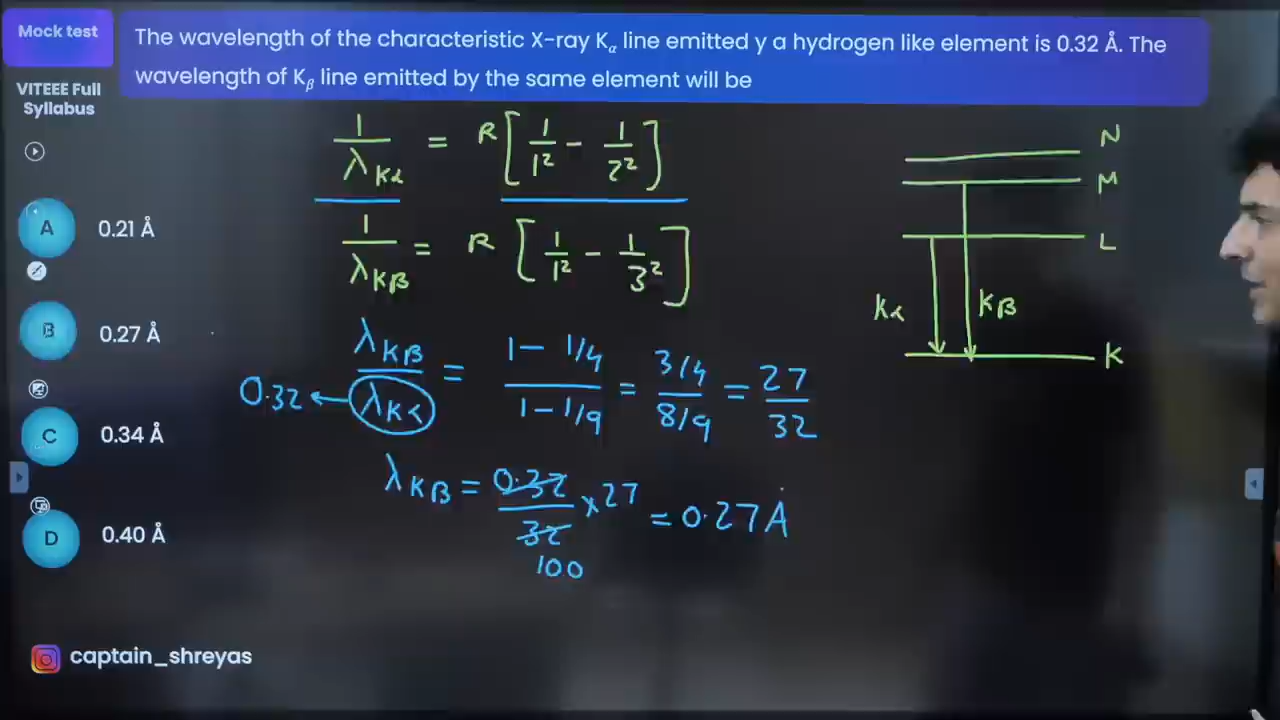 Mock test
The wavelength of the characteristic X-ray Kα line emitted y a hydrogen like element is 0.32 Å. The
wavelength of Kβ line emitted by the same element will be
VITEEE Full
Syllabus
A 0.21 Å
B 0.27 Å
C 0.34 Å
D 0.40 Å
1/λKα = R[1/1² - 1/2²]
1/λKβ = R[1/1² - 1/3²]
λKβ/λKα = (1 - 1/4)/(1 - 1/9) = (3/4)/(8/9) = 27/32
0.32 ←
λKβ = 0.32/32 × 27 = 0.27 Å
100
N
M
L
Kα Kβ
K
captain_shreyas